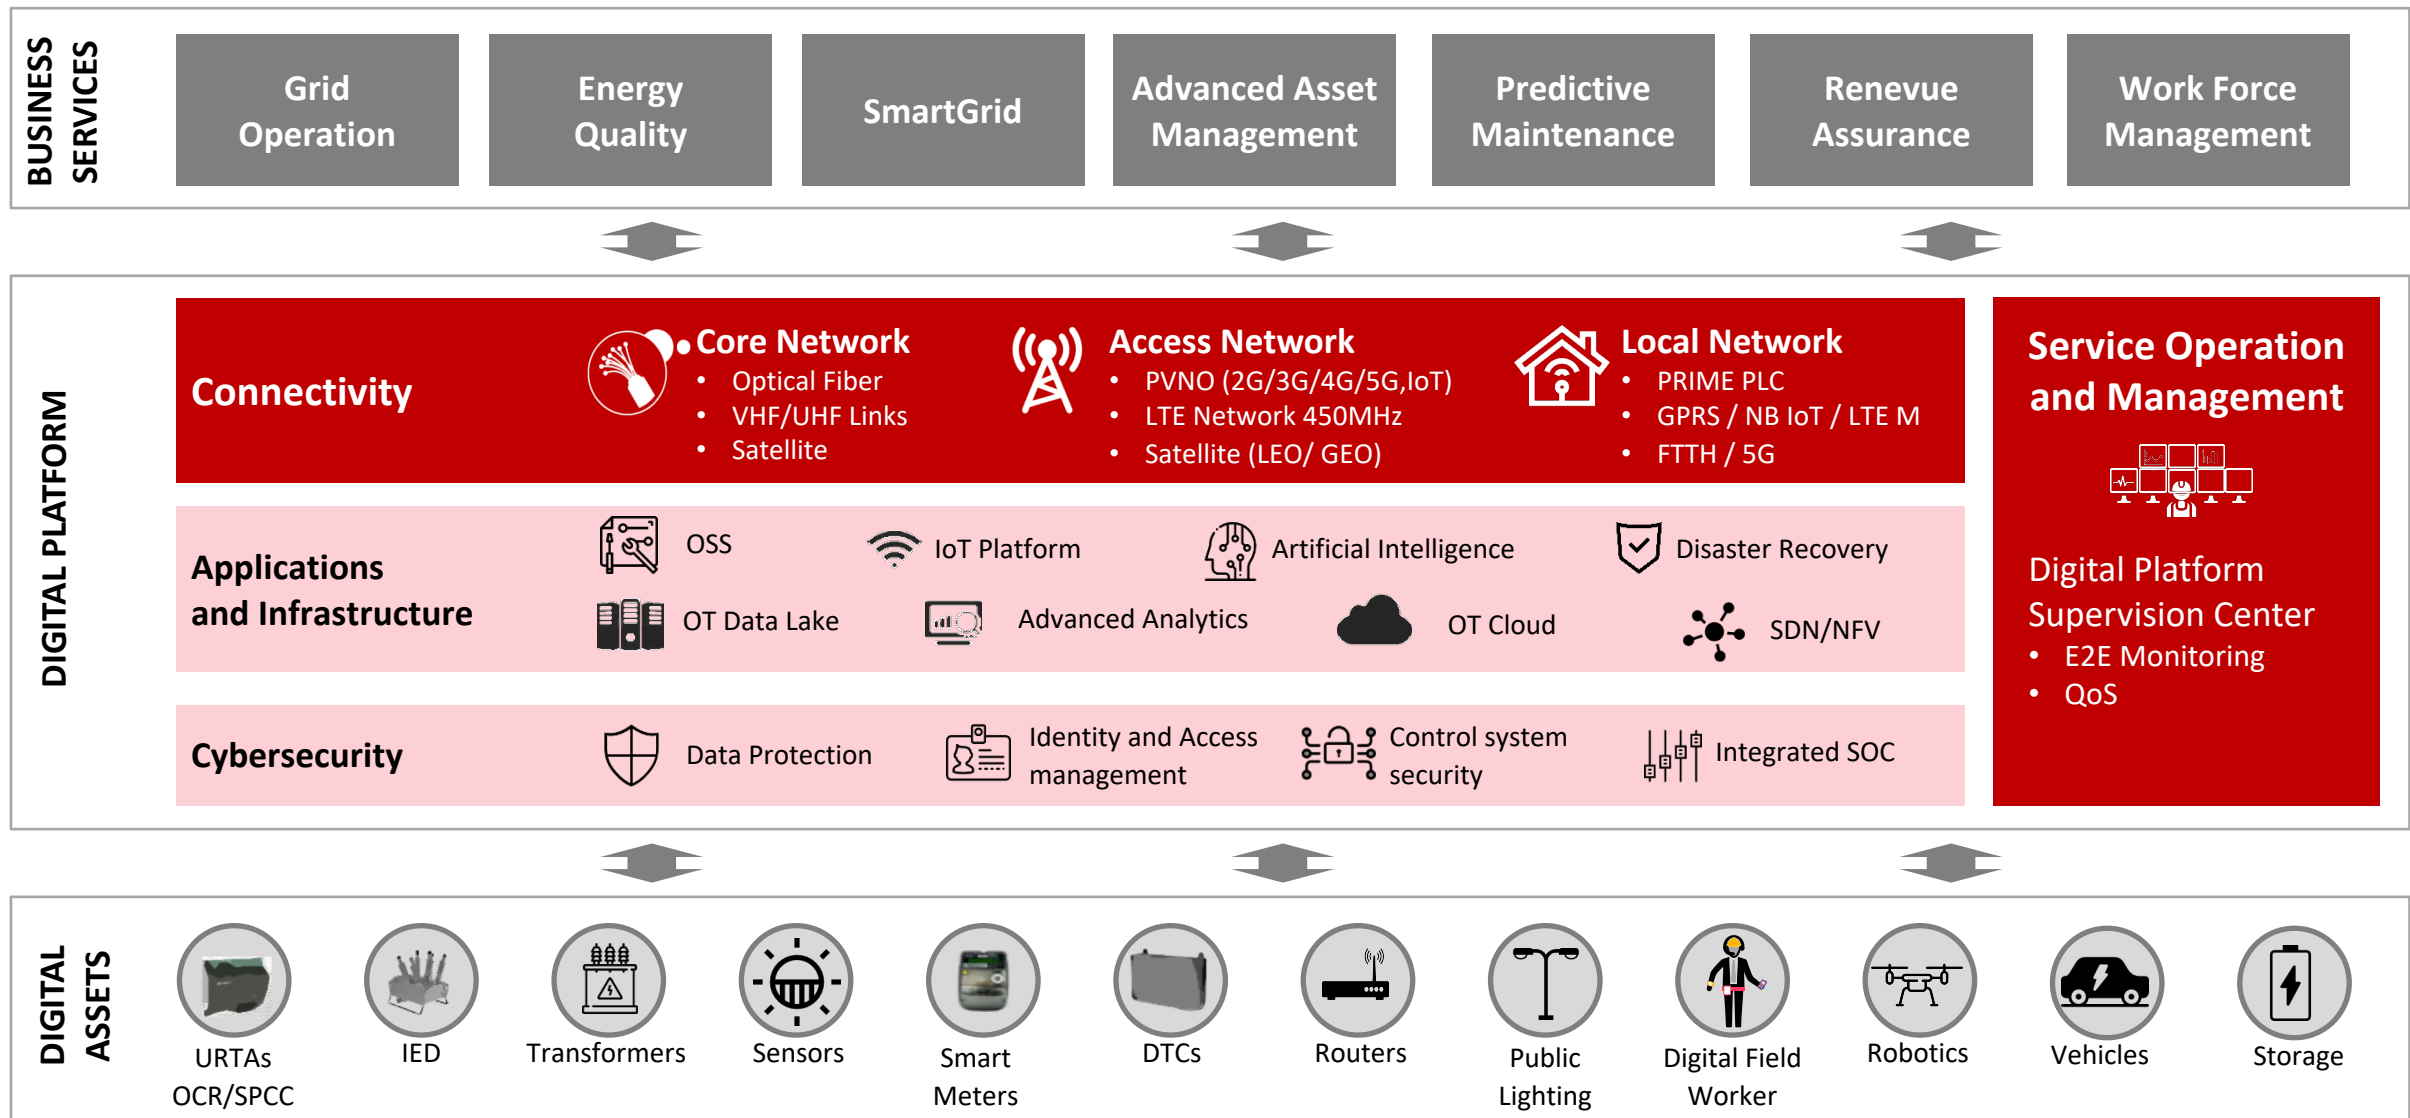 BUSINESS
SERVICES
Grid
Operation
Energy
Quality
SmartGrid
Advanced Asset
Management
Predictive
Maintenance
Renevue
Assurance
Work Force
Management
DIGITAL PLATFORM
Connectivity
Core Network
• Optical Fiber
• VHF/UHF Links
• Satellite
Access Network
• PVNO (2G/3G/4G/5G,IoT)
• LTE Network 450MHz
• Satellite (LEO/ GEO)
Local Network
• PRIME PLC
• GPRS / NB IoT / LTE M
• FTTH / 5G
Applications
and Infrastructure
OSS
IoT Platform
Artificial Intelligence
Disaster Recovery
OT Data Lake
Advanced Analytics
OT Cloud
SDN/NFV
Cybersecurity
Data Protection
Identity and Access
management
Control system
security
Integrated SOC
Service Operation
and Management
Digital Platform
Supervision Center
• E2E Monitoring
• QoS
DIGITAL
ASSETS
URTAs
OCR/SPCC
IED
Transformers
Sensors
Smart
Meters
DTCs
Routers
Public
Lighting
Digital Field
Worker
Robotics
Vehicles
Storage